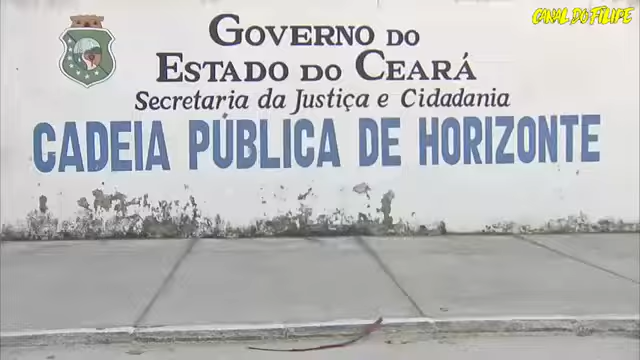 CANAL DO FILIPE
GOVERNO DO
ESTADO DO CEARÁ
Secretaria da Justiça e Cidadania
CADEIA PÚBLICA DE HORIZONTE